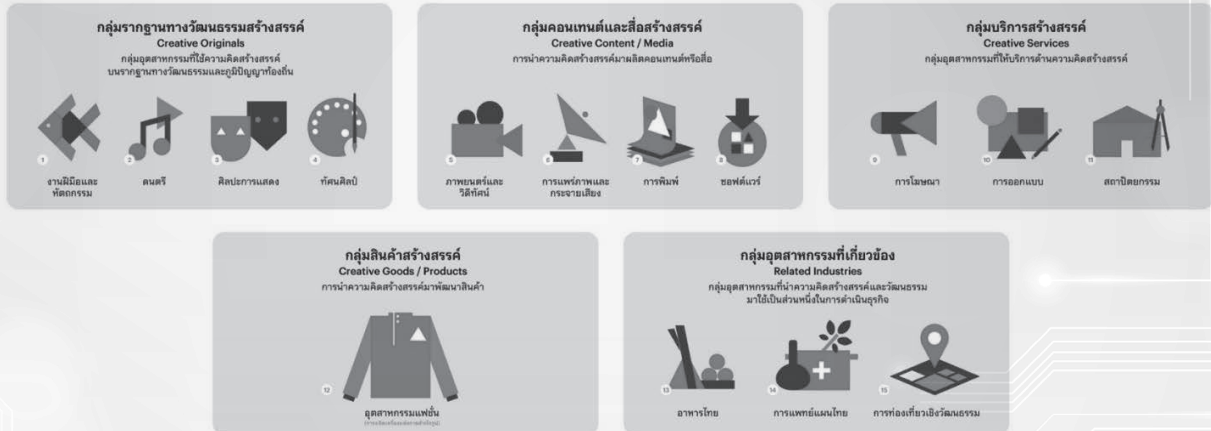 กลุ่มรากฐานทางวัฒนธรรมสร้างสรรค์
Creative Originals
กลุ่มอุตสาหกรรมที่ใช้ความคิดสร้างสรรค์
บนรากฐานทางวัฒนธรรมและภูมิปัญญาท้องถิ่น
1
งานฝีมือและ
หัตถกรรม
2
ดนตรี
3
ศิลปะการแสดง
4
ทัศนศิลป์
กลุ่มคอนเทนต์และสื่อสร้างสรรค์
Creative Content / Media
การนำความคิดสร้างสรรค์มาผลิตคอนเทนต์หรือสื่อ
5
ภาพยนตร์และ
วิดีทัศน์
6
การแพร่ภาพและ
กระจายเสียง
7
การพิมพ์
8
ซอฟต์แวร์
กลุ่มบริการสร้างสรรค์
Creative Services
กลุ่มอุตสาหกรรมที่ให้บริการด้านความคิดสร้างสรรค์
9
การโฆษณา
10
การออกแบบ
11
สถาปัตยกรรม
กลุ่มสินค้าสร้างสรรค์
Creative Goods / Products
การนำความคิดสร้างสรรค์มาพัฒนาสินค้า
12
อุตสาหกรรมแฟชั่น
กลุ่มอุตสาหกรรมที่เกี่ยวข้อง
Related Industries
กลุ่มอุตสาหกรรมที่นำความคิดสร้างสรรค์และวัฒนธรรม
มาใช้เป็นส่วนหนึ่งในการดำเนินธุรกิจ
13
อาหารไทย
14
การแพทย์แผนไทย
15
การท่องเที่ยวเชิงวัฒนธรรม